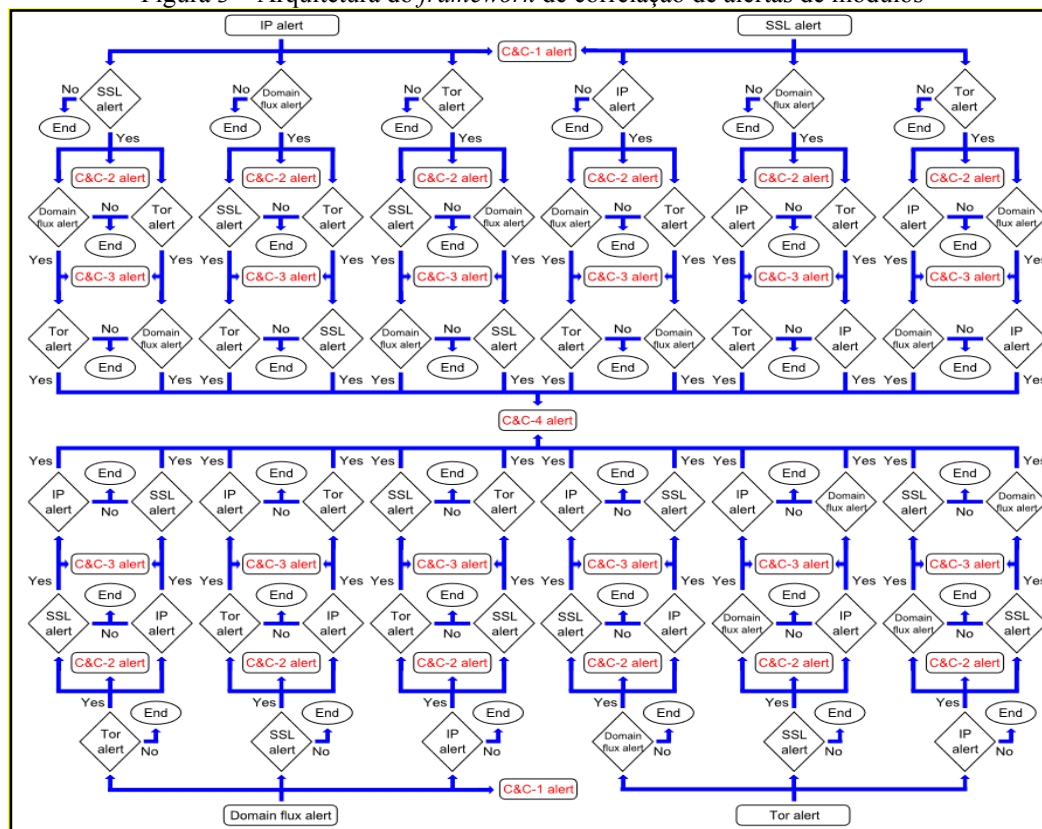 Figura 3 – Arquitetura do framework de correlação de alertas de módulos
IP alert
SSL alert
C&C-1 alert
No SSL alert
No Domain flux alert
No Tor alert
No IP alert
No Domain flux alert
No Tor alert
End End End End End End
Yes Yes Yes Yes Yes Yes
C&C-2 alert C&C-2 alert C&C-2 alert C&C-2 alert C&C-2 alert C&C-2 alert
Domain flux alert No Tor alert
SSL alert No Tor alert
SSL alert No Domain flux alert
Domain flux alert No Tor alert
IP alert No Tor alert
IP alert No Domain flux alert
End End End End End End
Yes Yes Yes Yes Yes Yes Yes Yes Yes Yes Yes Yes
C&C-3 alert C&C-3 alert C&C-3 alert C&C-3 alert C&C-3 alert C&C-3 alert
Tor alert No Domain flux alert
Tor alert No SSL alert
Domain flux alert No SSL alert
Tor alert No Domain flux alert
Tor alert No IP alert
Domain flux alert No IP alert
End End End End End End
Yes Yes Yes Yes Yes Yes Yes Yes Yes Yes Yes Yes
C&C-4 alert
Yes Yes Yes Yes Yes Yes Yes Yes Yes Yes Yes Yes
End End End End End End
IP alert No SSL alert
IP alert No Tor alert
SSL alert No Tor alert
IP alert No SSL alert
IP alert No Domain flux alert
SSL alert No Domain flux alert
C&C-3 alert C&C-3 alert C&C-3 alert C&C-3 alert C&C-3 alert C&C-3 alert
Yes Yes Yes Yes Yes Yes Yes Yes Yes Yes Yes Yes
End End End End End End
SSL alert No IP alert
Tor alert No IP alert
Tor alert No SSL alert
SSL alert No IP alert
Domain flux alert No IP alert
Domain flux alert No SSL alert
C&C-2 alert C&C-2 alert C&C-2 alert C&C-2 alert C&C-2 alert C&C-2 alert
Yes Yes Yes Yes Yes Yes
End End End End End End
Tor alert No
SSL alert No
IP alert No
Domain flux alert No
SSL alert No
IP alert No
C&C-1 alert
Domain flux alert
Tor alert